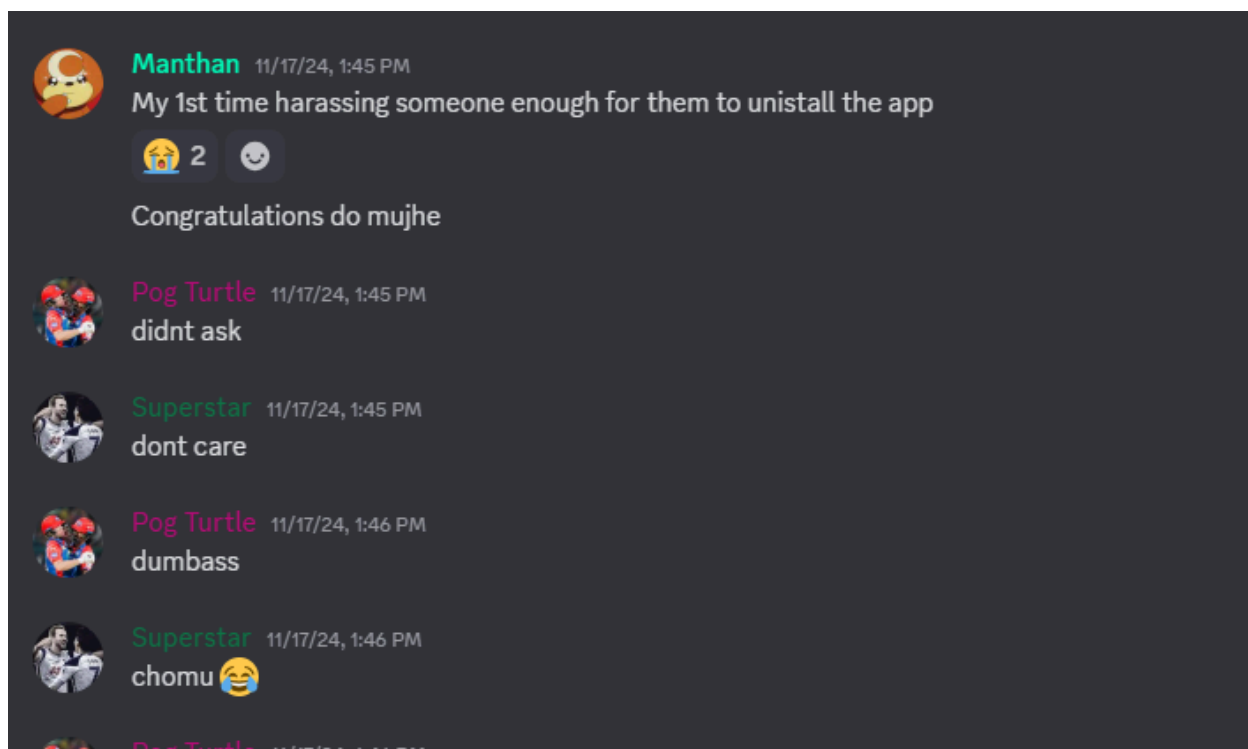 Manthan 11/17/24, 1:45 PM
My 1st time harassing someone enough for them to unistall the app
😭 2
Congratulations do mujhe
Pog Turtle 11/17/24, 1:45 PM
didnt ask
Superstar 11/17/24, 1:45 PM
dont care
Pog Turtle 11/17/24, 1:46 PM
dumbass
Superstar 11/17/24, 1:46 PM
chomu 😂
Pog Turtle